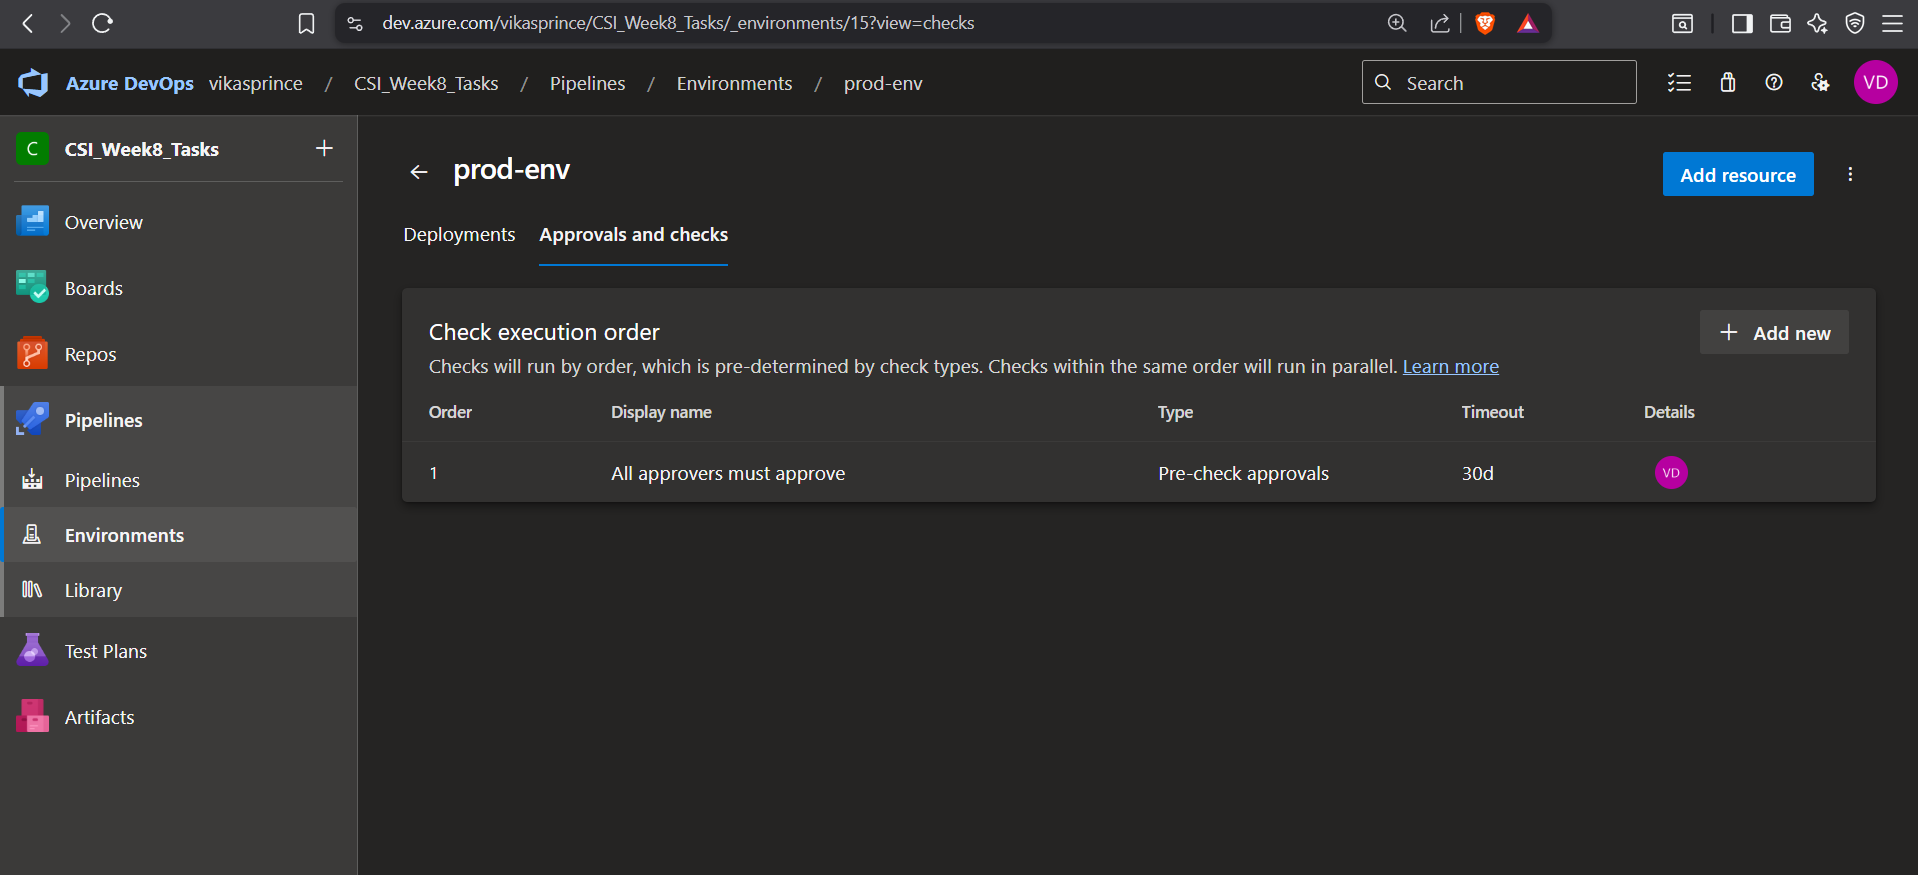 dev.azure.com/vikasprince/CSI_Week8_Tasks/_environments/15?view=checks
Azure DevOps vikasprince / CSI_Week8_Tasks / Pipelines / Environments / prod-env
Search
VD
C CSI_Week8_Tasks
Overview
Boards
Repos
Pipelines
Pipelines
Environments
Library
Test Plans
Artifacts
prod-env
Add resource
Deployments Approvals and checks
Check execution order
Add new
Checks will run by order, which is pre-determined by check types. Checks within the same order will run in parallel. Learn more
Order Display name Type Timeout Details
1 All approvers must approve Pre-check approvals 30d VD